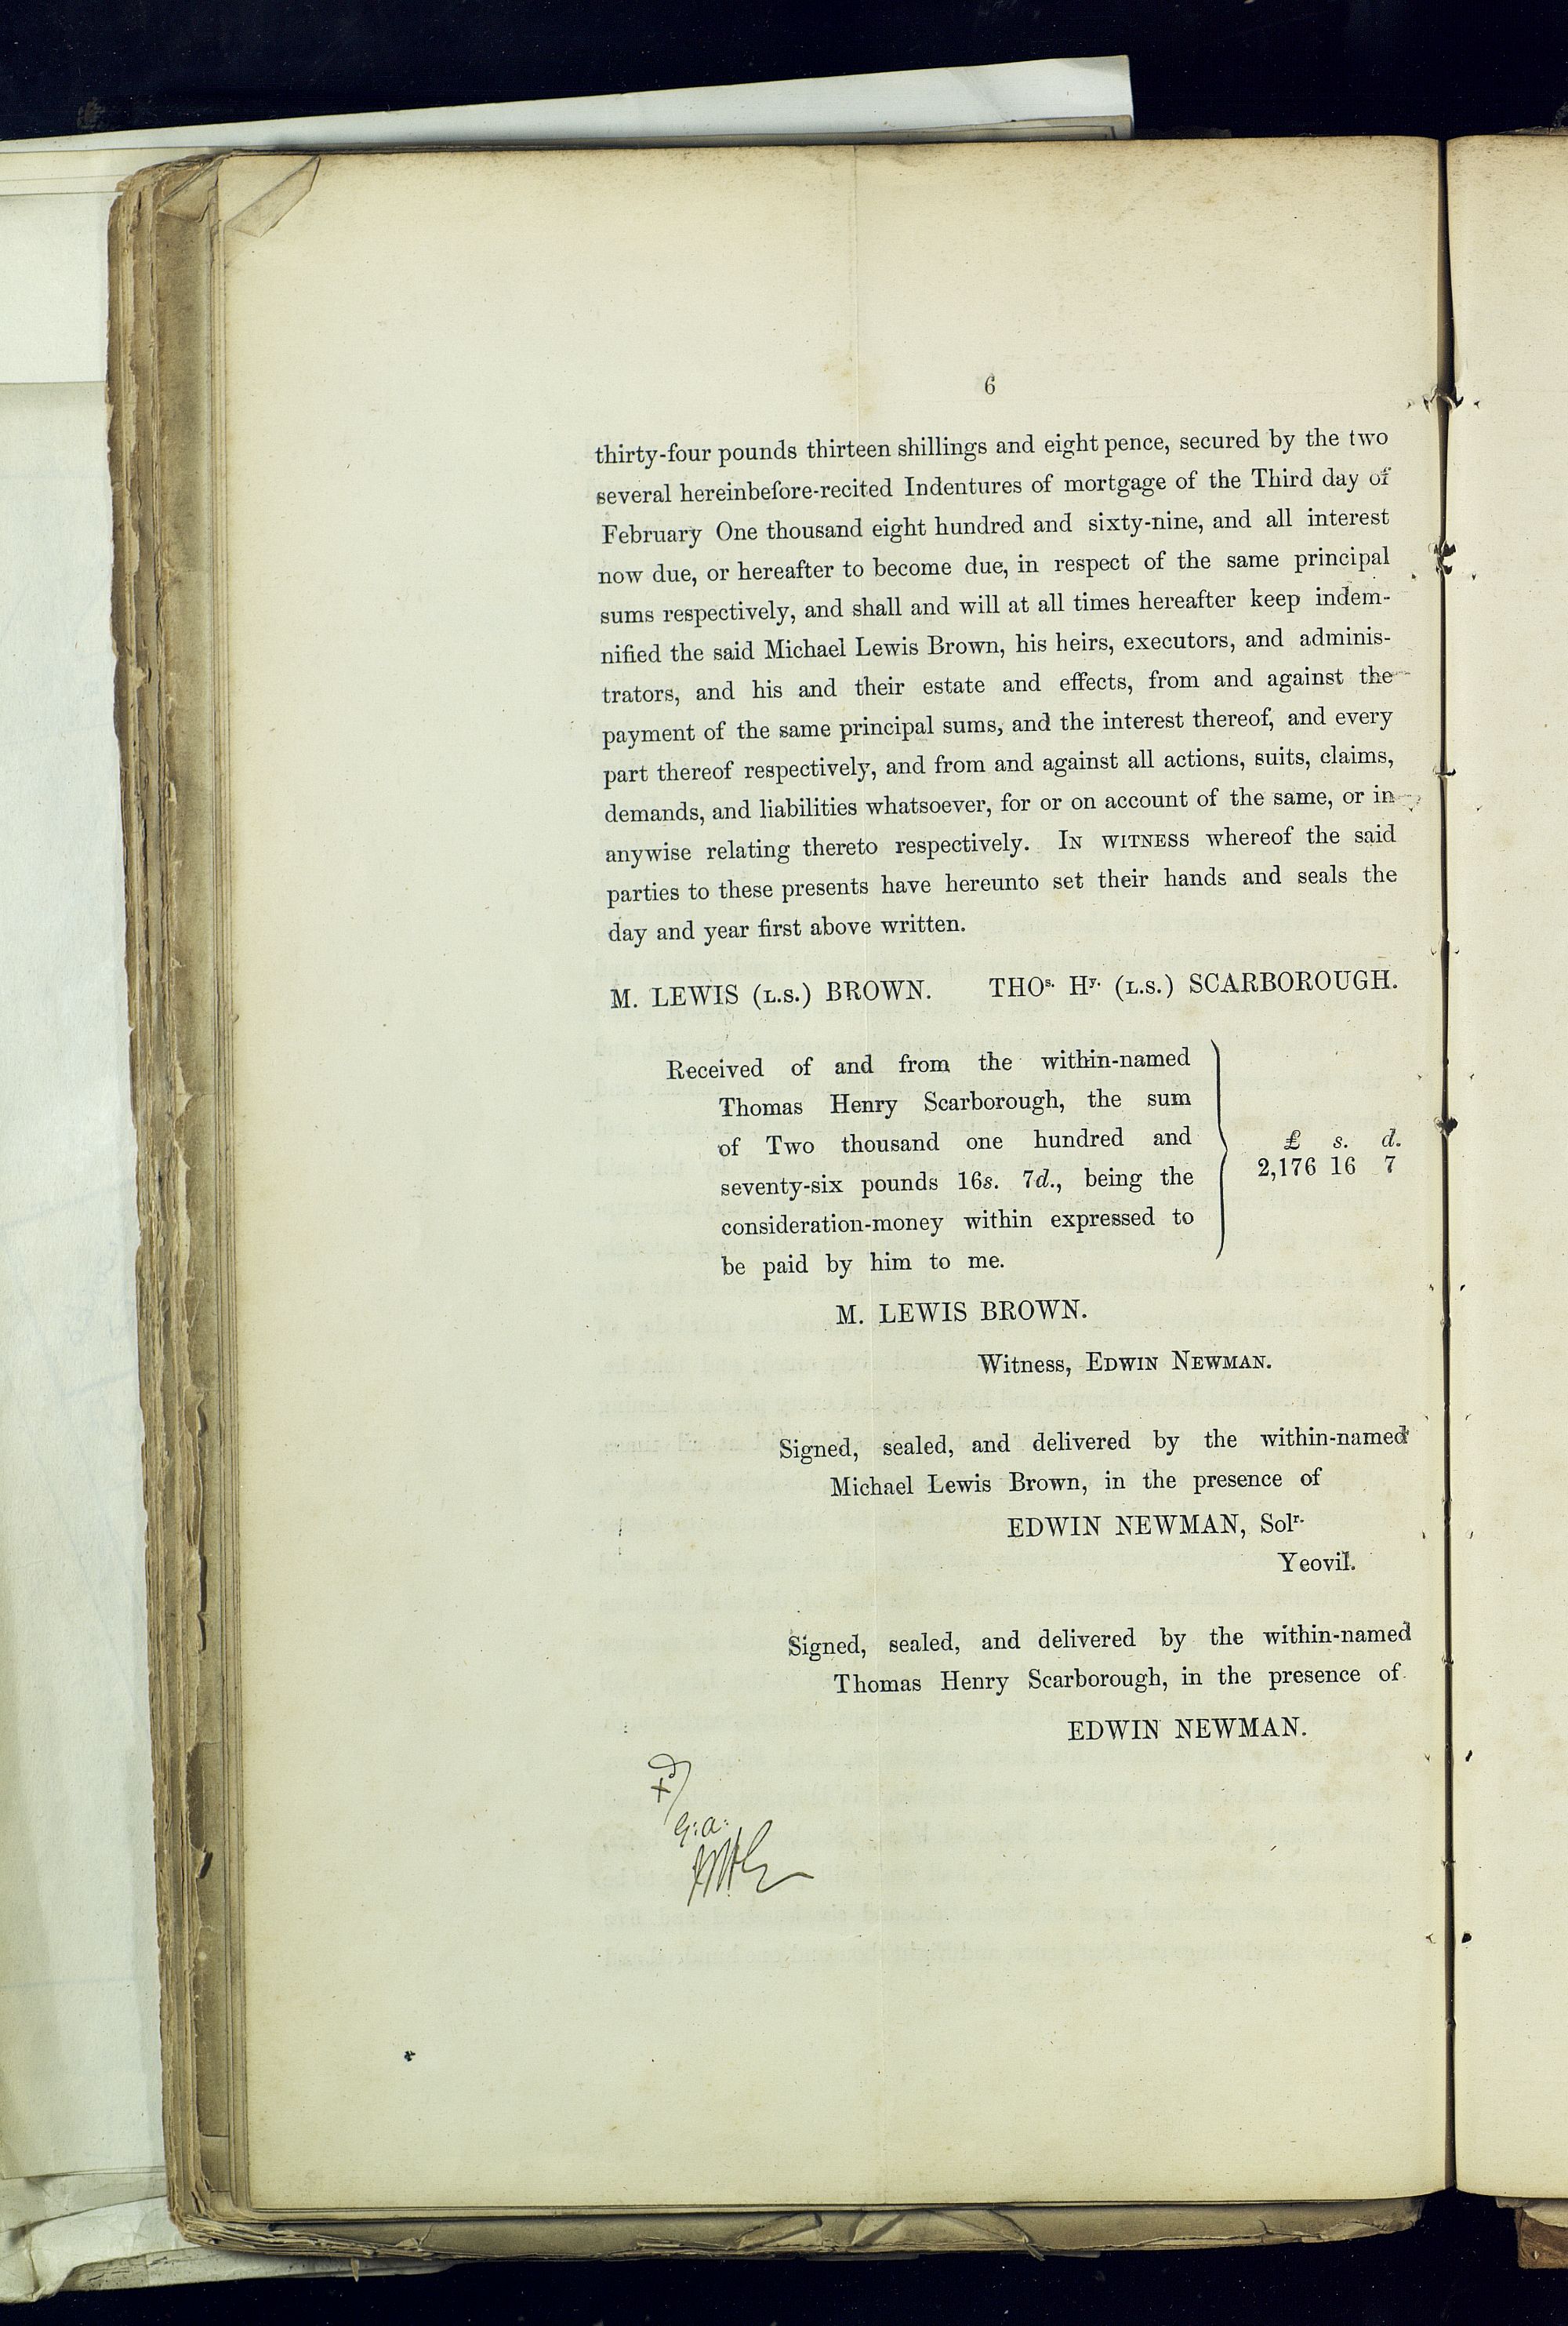 6
thirty-four pounds thirteen shillings and eight pence, secured by the two
several hereinbefore-recited Indentures of mortgage of the Third day of
February One thousand eight hundred and sixty-nine, and all interest
now due, or hereafter to become due, in respect of the same principal
sums respectively, and shall and will at all times hereafter keep indem-
nified the said Michael Lewis Brown, his heirs, executors, and adminis-
trators, and his and their estate and effects, from and against the
payment of the same principal sums, and the interest thereof, and every
part thereof respectively, and from and against all actions, suits, claims,
demands, and liabilities whatsoever, for or on account of the same, or in
anywise relating thereto respectively. IN WITNESS whereof the said
parties to these presents have hereunto set their hands and seals the
day and year first above written.
M. LEWIS (L.S.) BROWN. THOs. Hy. (L.S.) SCARBOROUGH.
Received of and from the within-named
Thomas Henry Scarborough, the sum
of Two thousand one hundred and
seventy-six pounds 16s. 7d., being the
consideration-money within expressed to
be paid by him to me.
£ s. d.
2,176 16 7
M. LEWIS BROWN.
Witness, EDWIN NEWMAN.
Signed, sealed, and delivered by the within-named
Michael Lewis Brown, in the presence of
EDWIN NEWMAN, Solr.
Yeovil.
Signed, sealed, and delivered by the within-named
Thomas Henry Scarborough, in the presence of
EDWIN NEWMAN.
G:a: